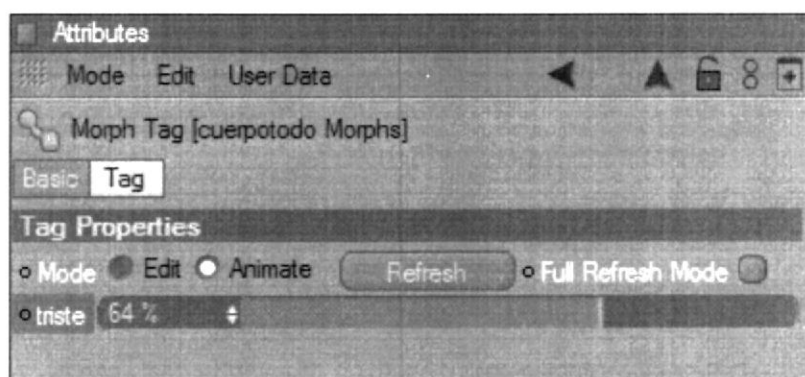 Attributes
Mode Edit User Data
Morph Tag [cuerpotodo Morphs]
Basic Tag
Tag Properties
Mode Edit Animate Refresh Full Refresh Mode
triste 64 %